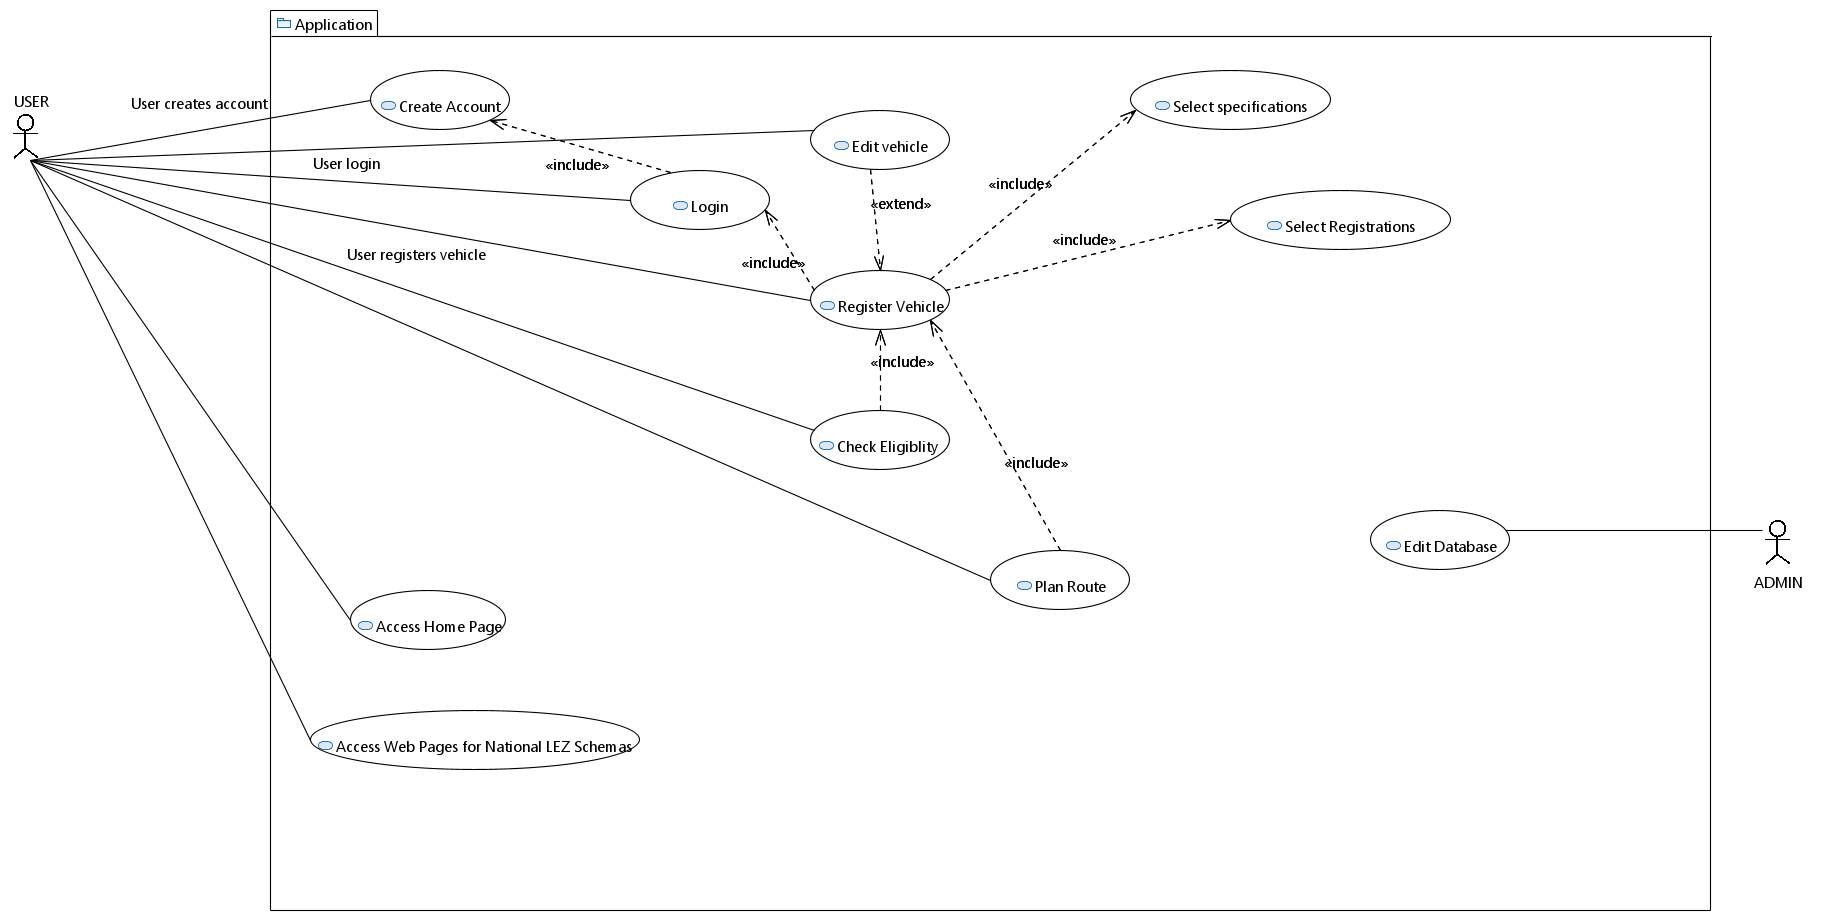 Application
USER
User creates account
Create Account
Select specifications
Edit vehicle
User login
«include»
«include»
«extend»
Login
Select Registrations
«include»
User registers vehicle
«include»
Register Vehicle
«include»
Check Eligiblity
«include»
Edit Database
ADMIN
Plan Route
Access Home Page
Access Web Pages for National LEZ Schemas